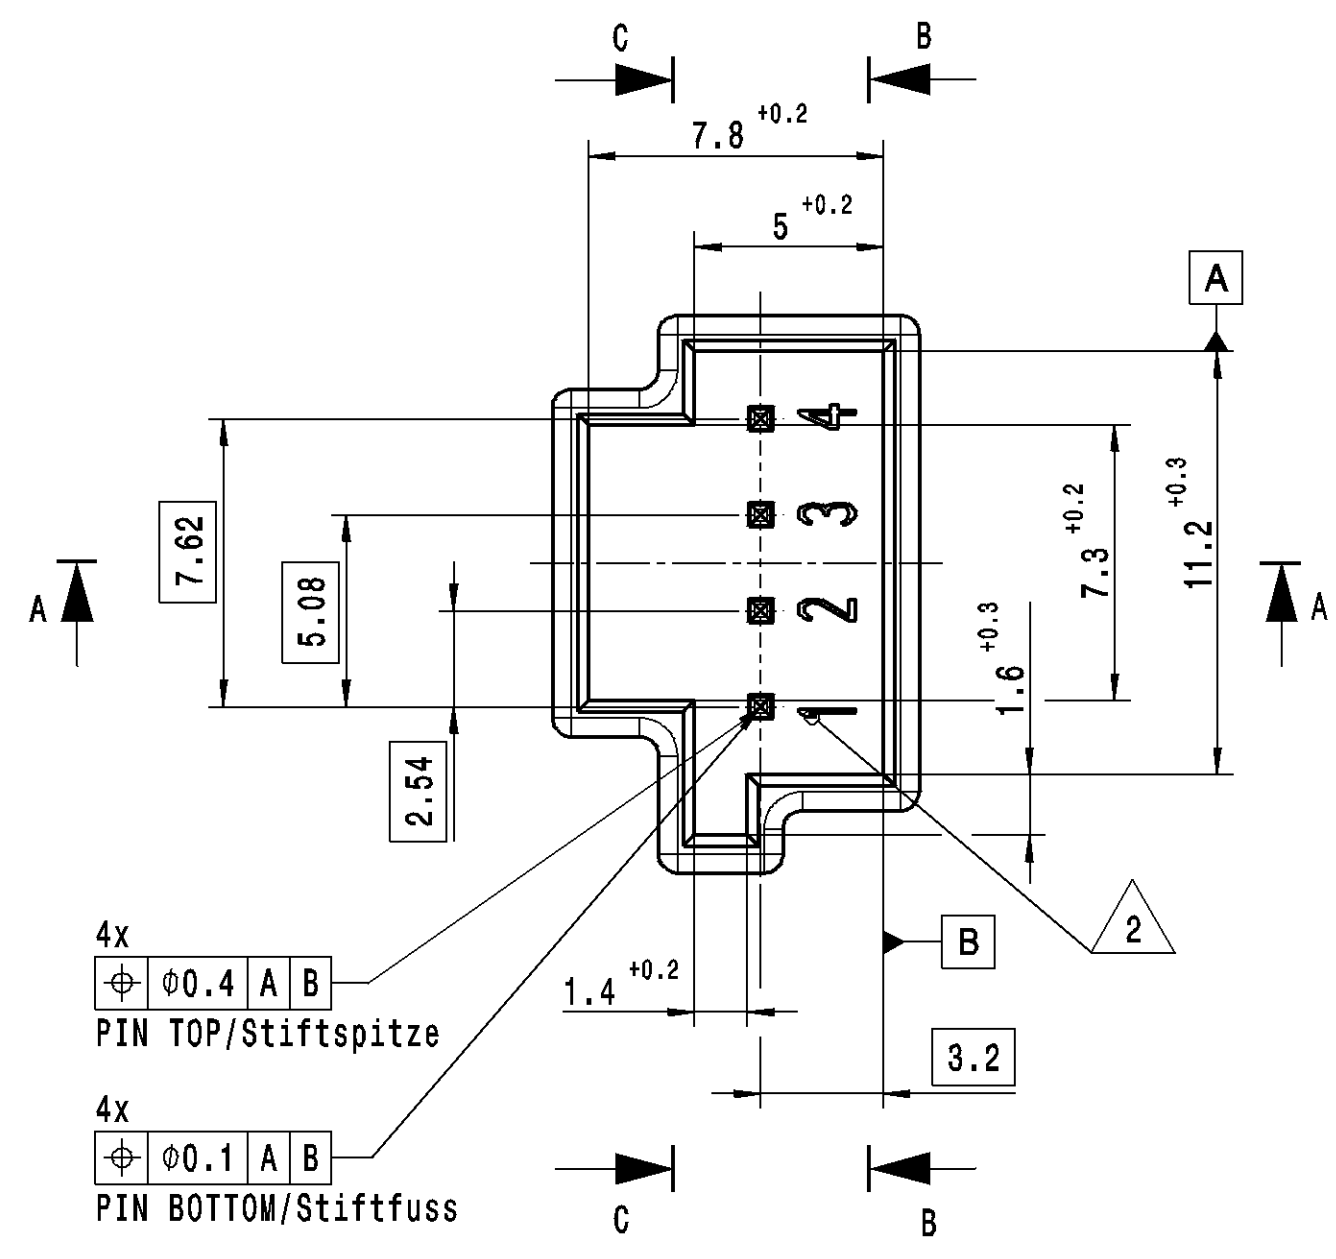 C B
7.8 +0.2
5 +0.2
A
4
3
2
1
7.62
5.08
2.54
7.3 +0.2
11.2 +0.3
1.6 +0.3
A A
4x
⌖ ⌀0.4 A B
PIN TOP/Stiftspitze
1.4 +0.2
B
2
3.2
4x
⌖ ⌀0.1 A B
PIN BOTTOM/Stiftfuss
C B